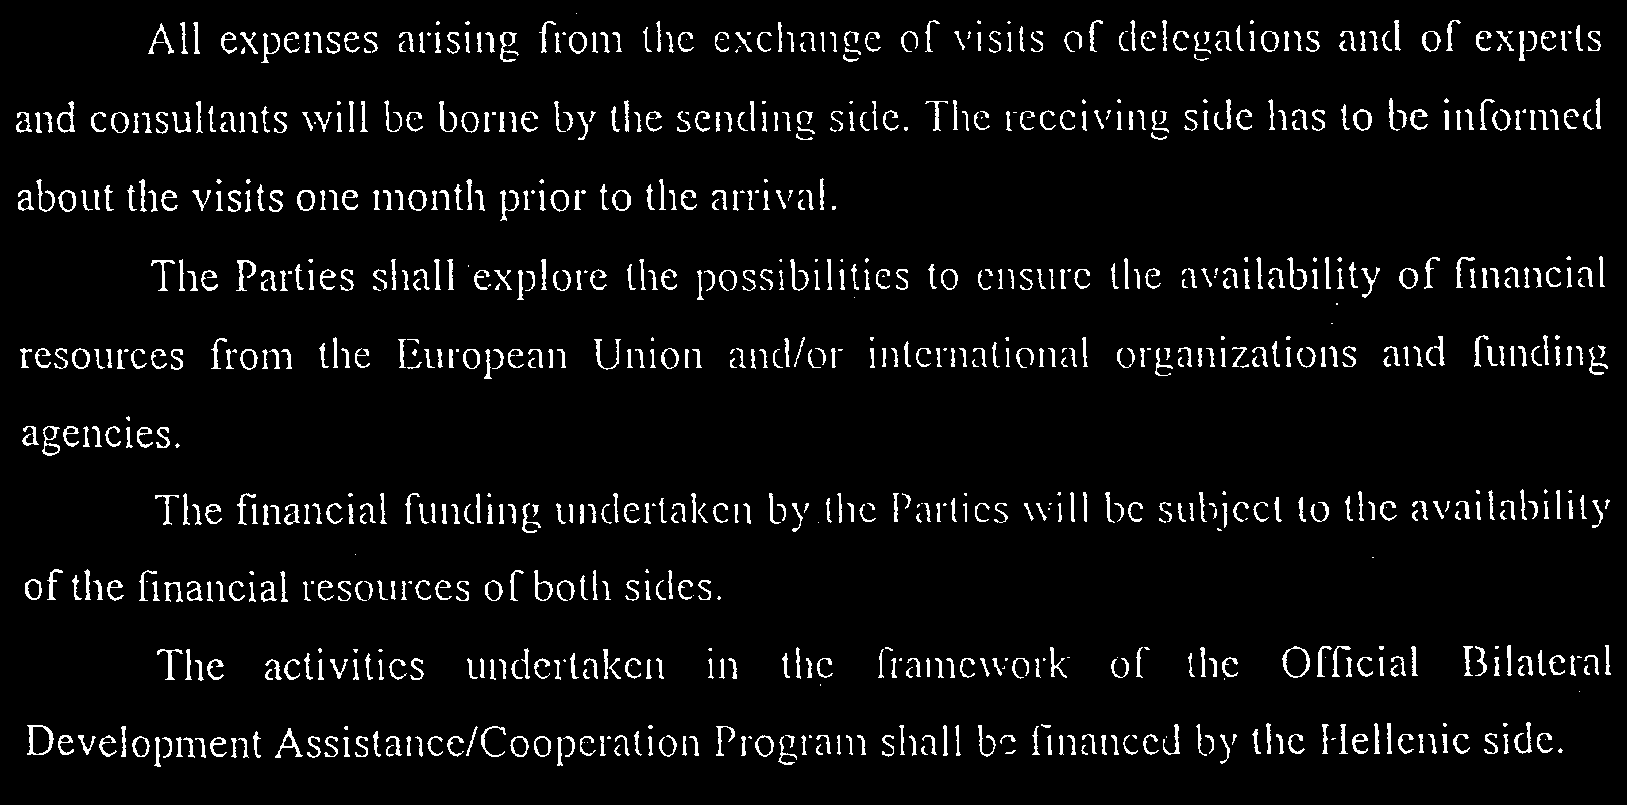 All expenses arising from the exchange of visits of delegations and of experts
and consultants will be borne by the sending side. The receiving side has to be informed
about the visits one month prior to the arrival.
The Parties shall explore the possibilities to ensure the availability of financial
resources from the European Union and/or international organizations and funding
agencies.
The financial funding undertaken by the Parties will be subject to the availability
of the financial resources of both sides.
The activities undertaken in the framework of the Official Bilateral
Development Assistance/Cooperation Program shall be financed by the Hellenic side.